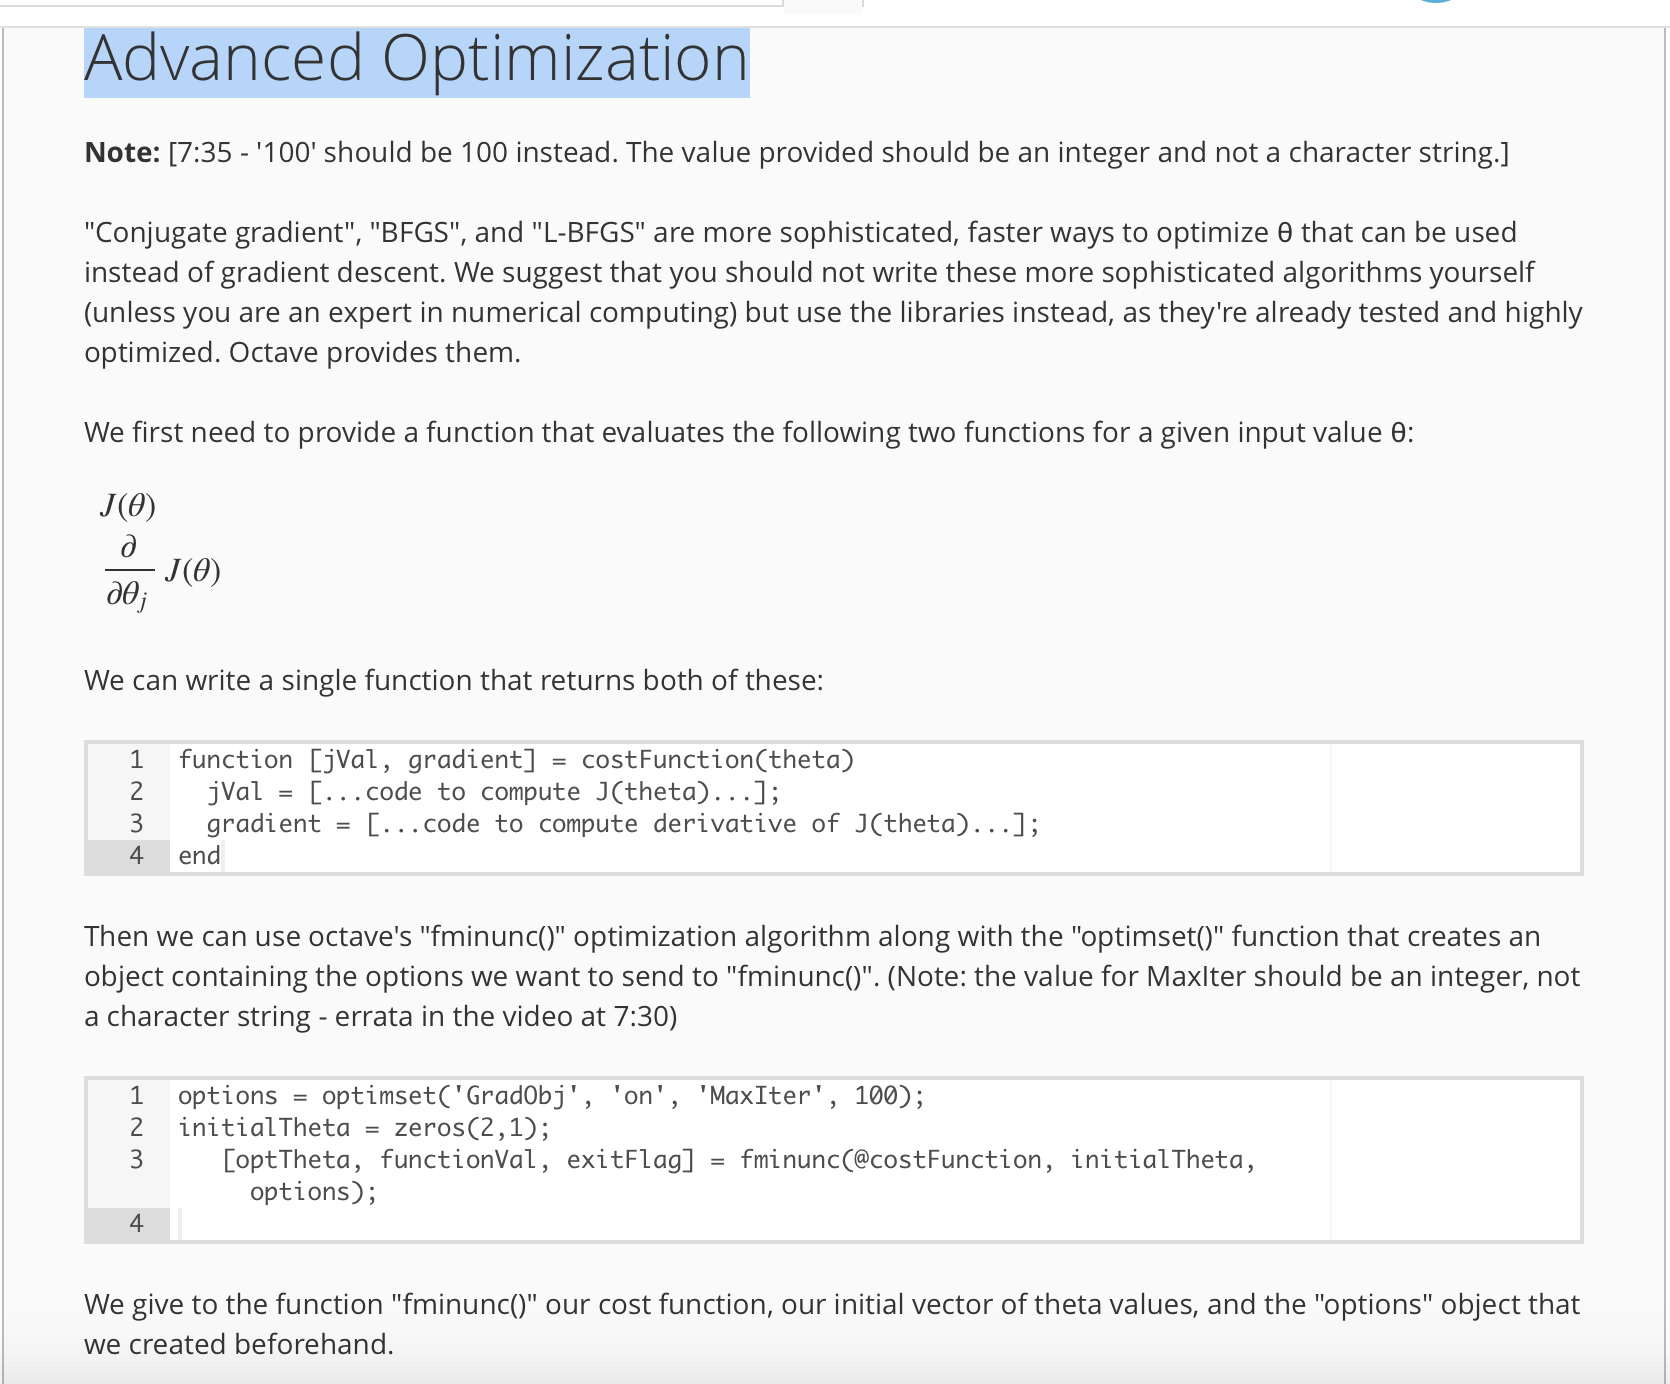 Advanced Optimization
Note: [7:35 - '100' should be 100 instead. The value provided should be an integer and not a character string.]
"Conjugate gradient", "BFGS", and "L-BFGS" are more sophisticated, faster ways to optimize θ that can be used
instead of gradient descent. We suggest that you should not write these more sophisticated algorithms yourself
(unless you are an expert in numerical computing) but use the libraries instead, as they're already tested and highly
optimized. Octave provides them.
We first need to provide a function that evaluates the following two functions for a given input value θ:
J(θ)
∂
∂θj J(θ)
We can write a single function that returns both of these:
1 function [jVal, gradient] = costFunction(theta)
2 jVal = [...code to compute J(theta)...];
3 gradient = [...code to compute derivative of J(theta)...];
4 end
Then we can use octave's "fminunc()" optimization algorithm along with the "optimset()" function that creates an
object containing the options we want to send to "fminunc()". (Note: the value for MaxIter should be an integer, not
a character string - errata in the video at 7:30)
1 options = optimset('GradObj', 'on', 'MaxIter', 100);
2 initialTheta = zeros(2,1);
3 [optTheta, functionVal, exitFlag] = fminunc(@costFunction, initialTheta,
options);
4
We give to the function "fminunc()" our cost function, our initial vector of theta values, and the "options" object that
we created beforehand.